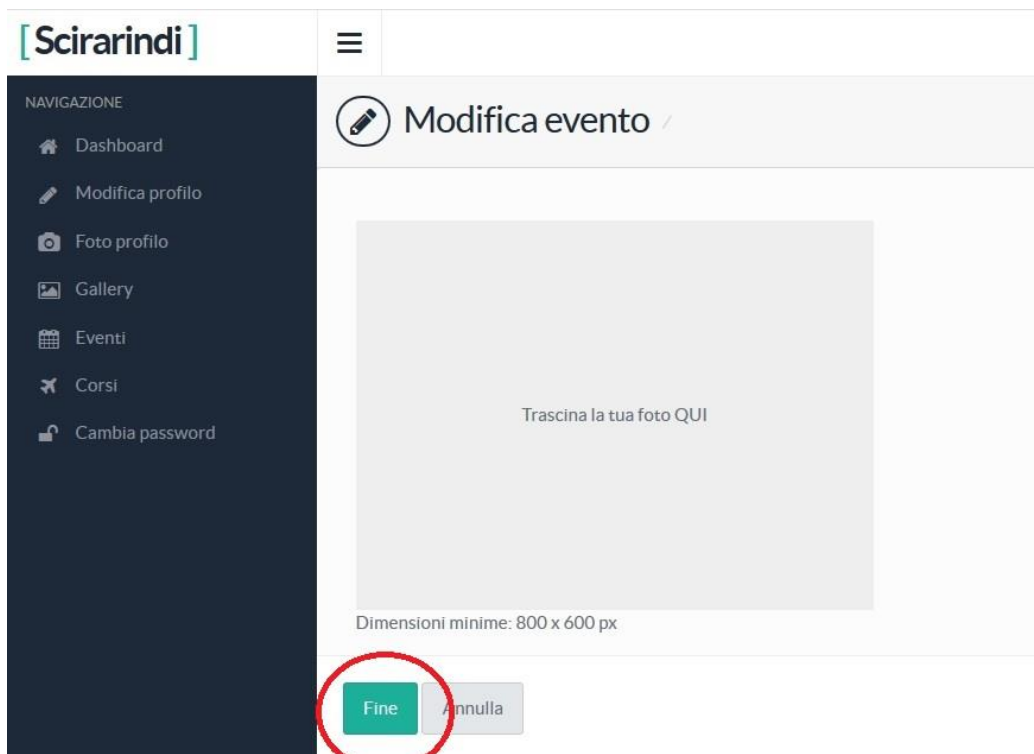 [Scirarindi]
NAVIGAZIONE
Dashboard
Modifica profilo
Foto profilo
Gallery
Eventi
Corsi
Cambia password
Modifica evento /
Trascina la tua foto QUI
Dimensioni minime: 800 x 600 px
Fine Annulla